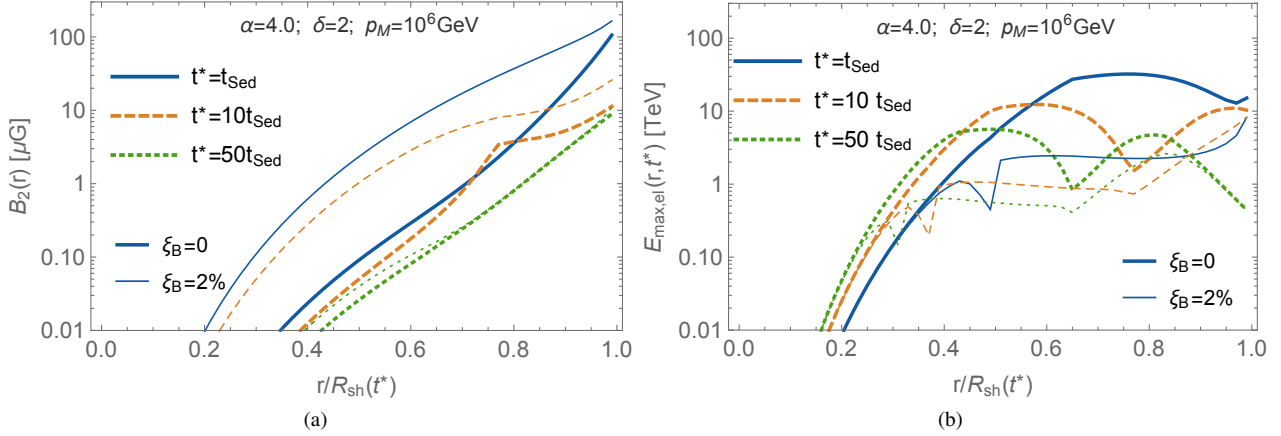 α=4.0; δ=2; p_M=10^6GeV
t*=t_Sed
t*=10t_Sed
t*=50t_Sed
ξ_B=0
ξ_B=2%
B_2(r) [μG]
100
10
1
0.10
0.01
0.0 0.2 0.4 0.6 0.8 1.0
r/R_sh(t*)
(a)
α=4.0; δ=2; p_M=10^6GeV
t*=t_Sed
t*=10 t_Sed
t*=50 t_Sed
ξ_B=0
ξ_B=2%
E_max,el(r,t*) [TeV]
100
10
1
0.10
0.01
0.0 0.2 0.4 0.6 0.8 1.0
r/R_sh(t*)
(b)